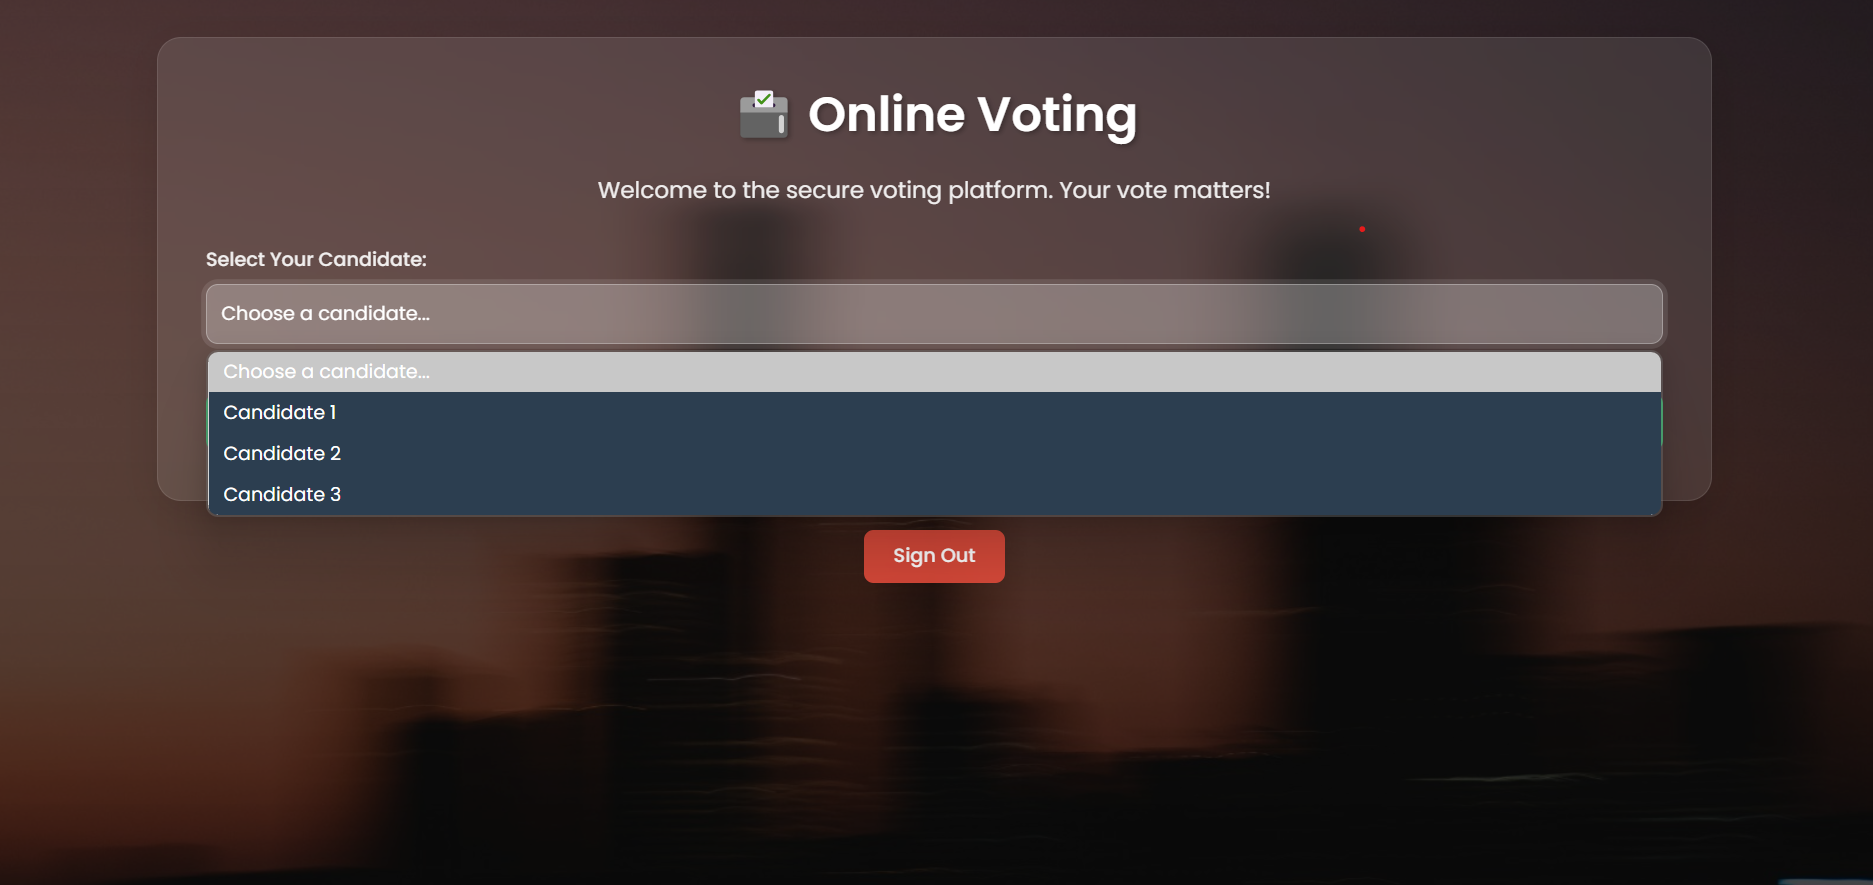 Online Voting
Welcome to the secure voting platform. Your vote matters!
Select Your Candidate:
Choose a candidate...
Choose a candidate...
Candidate 1
Candidate 2
Candidate 3
Sign Out